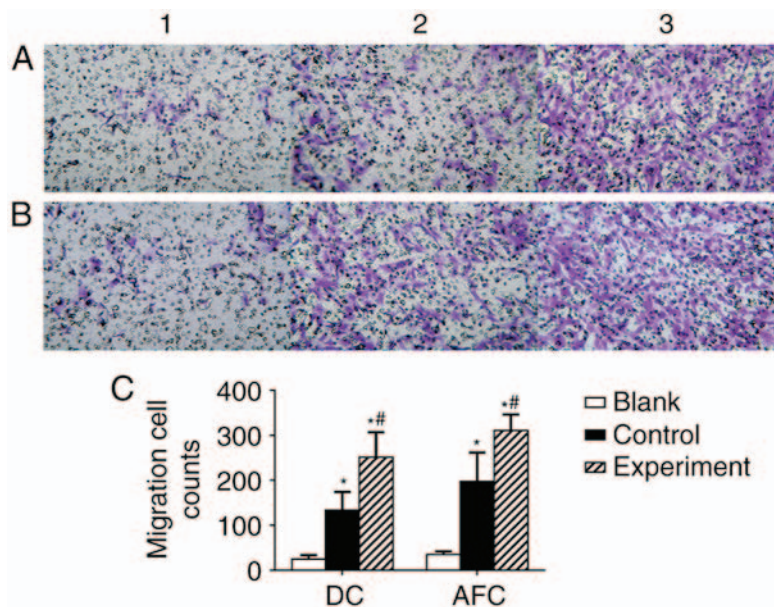 1 2 3
A
B
C
Migration cell
counts
400
300
200
100
0
* *# * *#
DC AFC
Blank
Control
Experiment